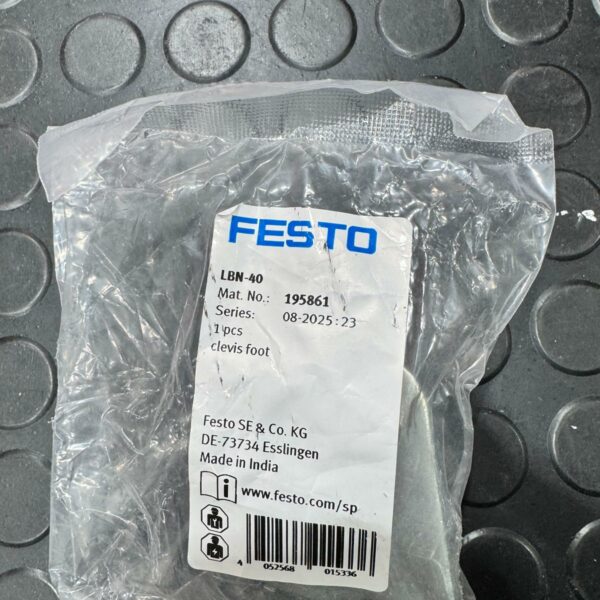 FESTO
LBN-40
Mat. No.: 195861
Series: 08-2025:23
1 pcs
clevis foot
Festo SE & Co. KG
DE-73734 Esslingen
Made in India
www.festo.com/sp
4 052568 015336